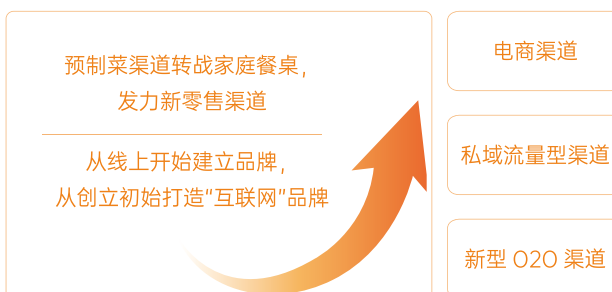 预制菜渠道转战家庭餐桌，
发力新零售渠道
从线上开始建立品牌，
从创立初始打造“互联网”品牌
电商渠道
私域流量型渠道
新型 O2O 渠道